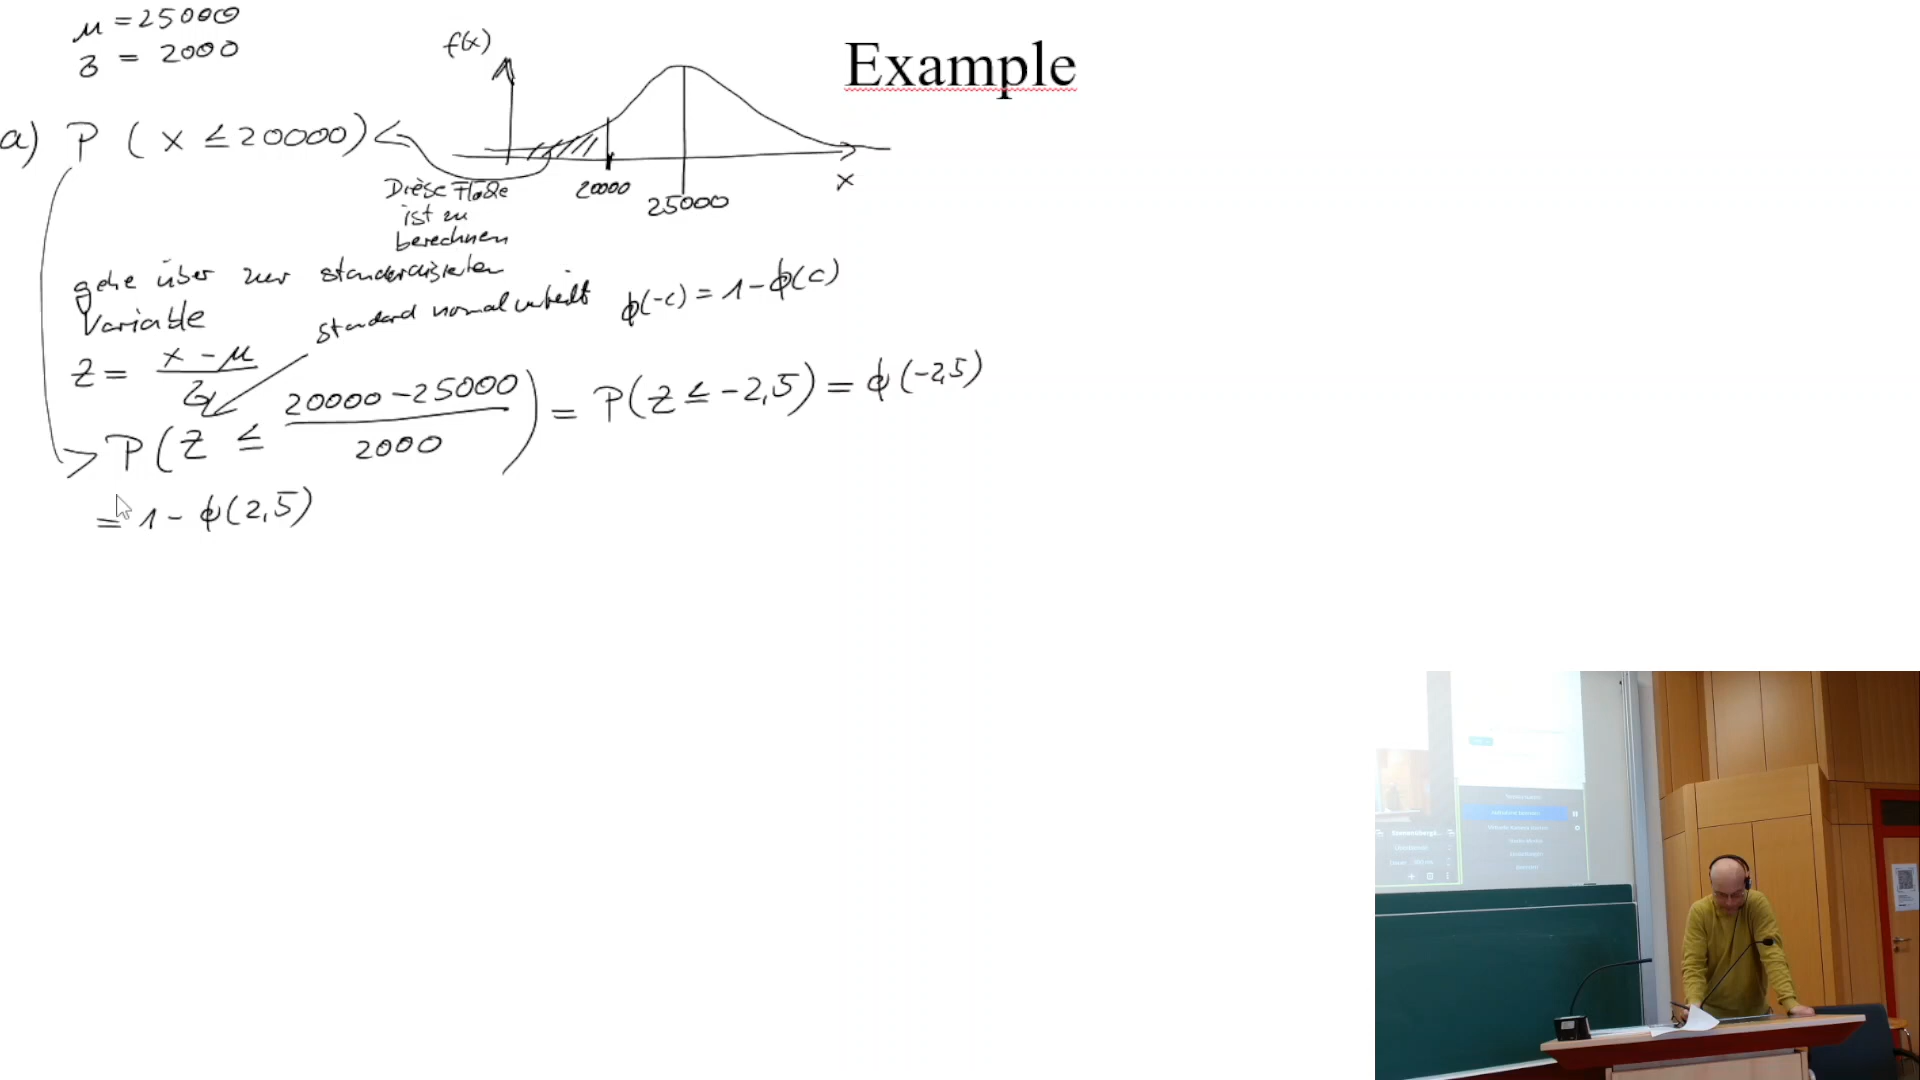 μ = 25000
σ = 2000
Example
f(x)
a) P ( x ≤ 20000)
20000
25000
x
Diese Fläche
ist zu
berechnen
gehe über zur standardisierten
Variable
standard normalverteilt
ϕ(-c) = 1 - ϕ(c)
Z = x - μ / σ
P(Z ≤ 20000 - 25000 / 2000) = P(Z ≤ -2,5) = ϕ(-2,5)
= 1 - ϕ(2,5)